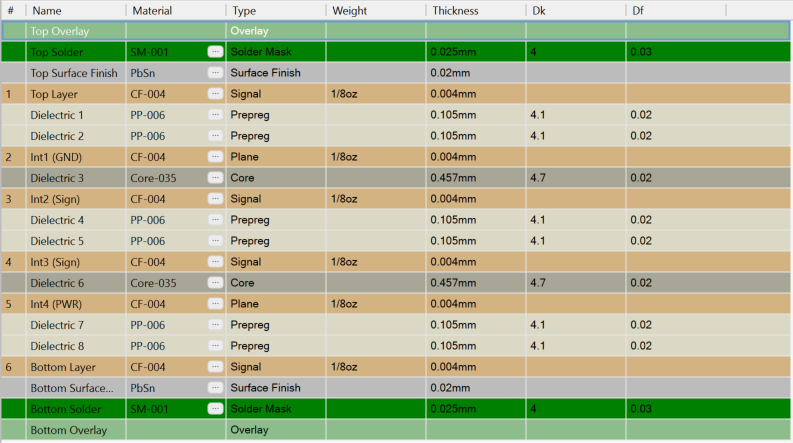 # Name Material Type Weight Thickness Dk Df
Top Overlay Overlay
Top Solder SM-001 ... Solder Mask 0.025mm 4 0.03
Top Surface Finish PbSn ... Surface Finish 0.02mm
1 Top Layer CF-004 ... Signal 1/8oz 0.004mm
Dielectric 1 PP-006 ... Prepreg 0.105mm 4.1 0.02
Dielectric 2 PP-006 ... Prepreg 0.105mm 4.1 0.02
2 Int1 (GND) CF-004 ... Plane 1/8oz 0.004mm
Dielectric 3 Core-035 ... Core 0.457mm 4.7 0.02
3 Int2 (Sign) CF-004 ... Signal 1/8oz 0.004mm
Dielectric 4 PP-006 ... Prepreg 0.105mm 4.1 0.02
Dielectric 5 PP-006 ... Prepreg 0.105mm 4.1 0.02
4 Int3 (Sign) CF-004 ... Signal 1/8oz 0.004mm
Dielectric 6 Core-035 ... Core 0.457mm 4.7 0.02
5 Int4 (PWR) CF-004 ... Plane 1/8oz 0.004mm
Dielectric 7 PP-006 ... Prepreg 0.105mm 4.1 0.02
Dielectric 8 PP-006 ... Prepreg 0.105mm 4.1 0.02
6 Bottom Layer CF-004 ... Signal 1/8oz 0.004mm
Bottom Surface... PbSn ... Surface Finish 0.02mm
Bottom Solder SM-001 ... Solder Mask 0.025mm 4 0.03
Bottom Overlay Overlay